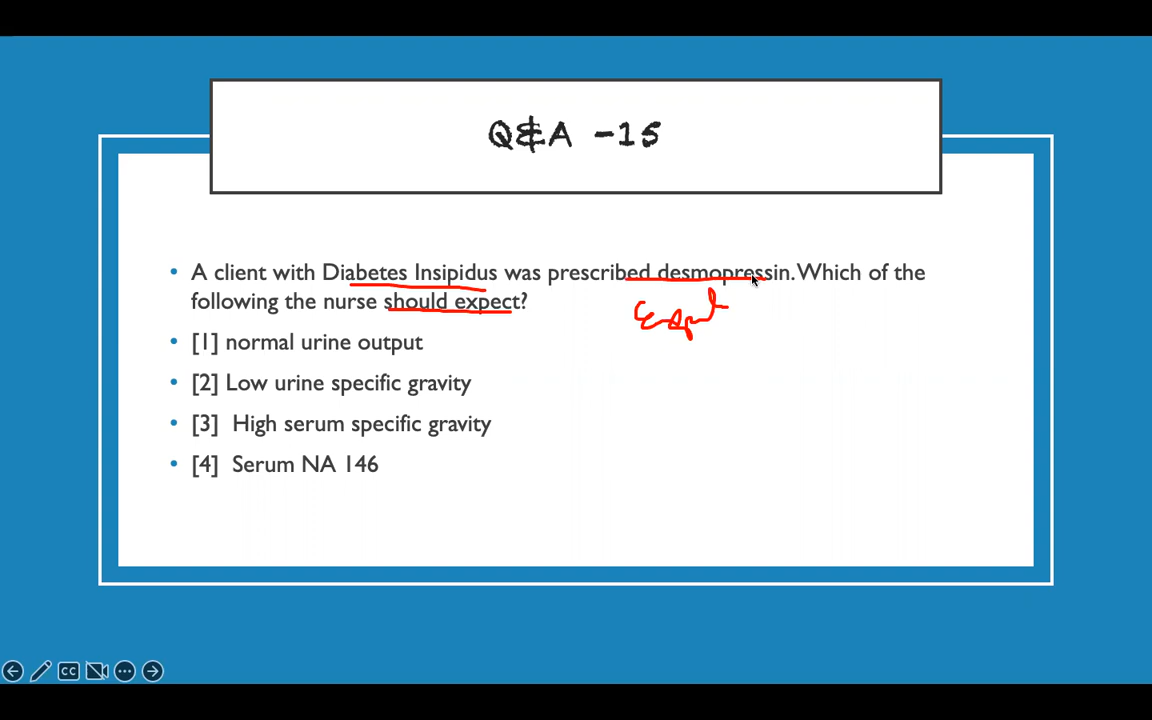 Q&A -15
• A client with Diabetes Insipidus was prescribed desmopressin. Which of the
following the nurse should expect?
• [1] normal urine output
• [2] Low urine specific gravity
• [3] High serum specific gravity
• [4] Serum NA 146
CC